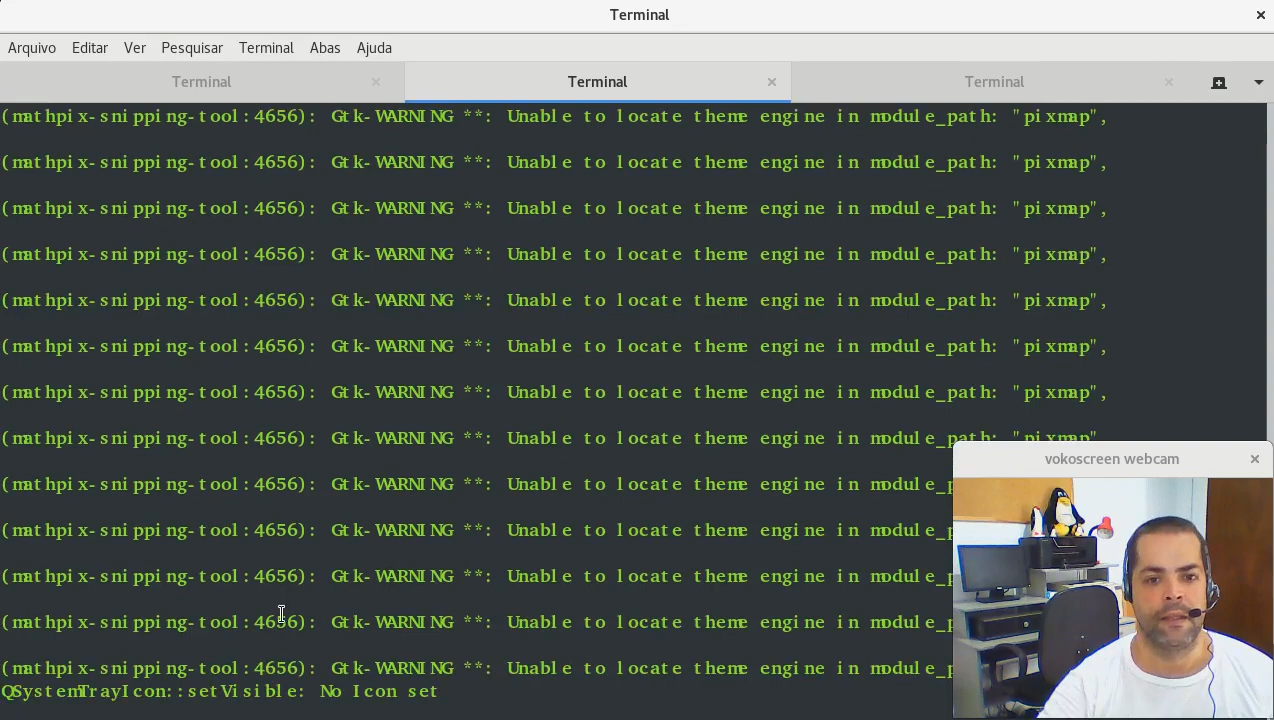 Terminal
Arquivo Editar Ver Pesquisar Terminal Abas Ajuda
Terminal Terminal Terminal
(mathpix-snipping-tool:4656): Gtk-WARNING **: Unable to locate theme engine in module_path: "pixmap",
(mathpix-snipping-tool:4656): Gtk-WARNING **: Unable to locate theme engine in module_path: "pixmap",
(mathpix-snipping-tool:4656): Gtk-WARNING **: Unable to locate theme engine in module_path: "pixmap",
(mathpix-snipping-tool:4656): Gtk-WARNING **: Unable to locate theme engine in module_path: "pixmap",
(mathpix-snipping-tool:4656): Gtk-WARNING **: Unable to locate theme engine in module_path: "pixmap",
(mathpix-snipping-tool:4656): Gtk-WARNING **: Unable to locate theme engine in module_path: "pixmap",
(mathpix-snipping-tool:4656): Gtk-WARNING **: Unable to locate theme engine in module_path: "pixmap",
(mathpix-snipping-tool:4656): Gtk-WARNING **: Unable to locate theme engine in module_path: "pixmap"
vokoscreen webcam
(mathpix-snipping-tool:4656): Gtk-WARNING **: Unable to locate theme engine in module_p
(mathpix-snipping-tool:4656): Gtk-WARNING **: Unable to locate theme engine in module_p
(mathpix-snipping-tool:4656): Gtk-WARNING **: Unable to locate theme engine in module_p
(mathpix-snipping-tool:4656): Gtk-WARNING **: Unable to locate theme engine in module_p
(mathpix-snipping-tool:4656): Gtk-WARNING **: Unable to locate theme engine in module_p
QSystemTrayIcon::setVisible: No Icon set